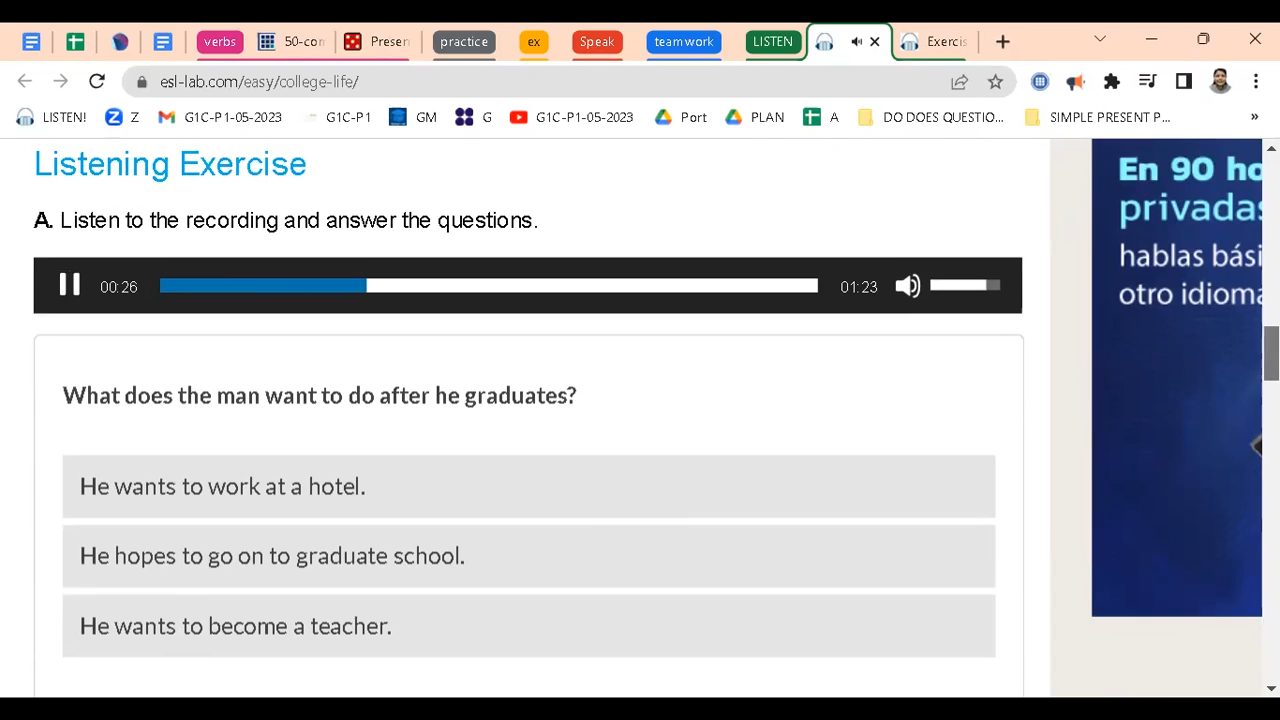 verbs 50-cor Presen practice ex Speak teamwork LISTEN Exercis
esl-lab.com/easy/college-life/
LISTEN! Z G1C-P1-05-2023 G1C-P1 GM G G1C-P1-05-2023 Port PLAN A DO DOES QUESTIO... SIMPLE PRESENT P... »
Listening Exercise
A. Listen to the recording and answer the questions.
00:26 01:23
What does the man want to do after he graduates?
He wants to work at a hotel.
He hopes to go on to graduate school.
He wants to become a teacher.
En 90 ho
privadas
hablas bási
otro idioma